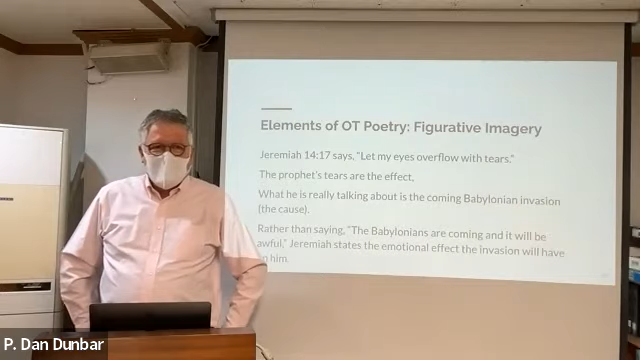 Elements of OT Poetry: Figurative Imagery
Jeremiah 14:17 says, “Let my eyes overflow with tears.”
The prophet's tears are the effect,
What he is really talking about is the coming Babylonian invasion
(the cause).
Rather than saying, “The Babylonians are coming and it will be
awful,” Jeremiah states the emotional effect the invasion will have
on him.
P. Dan Dunbar